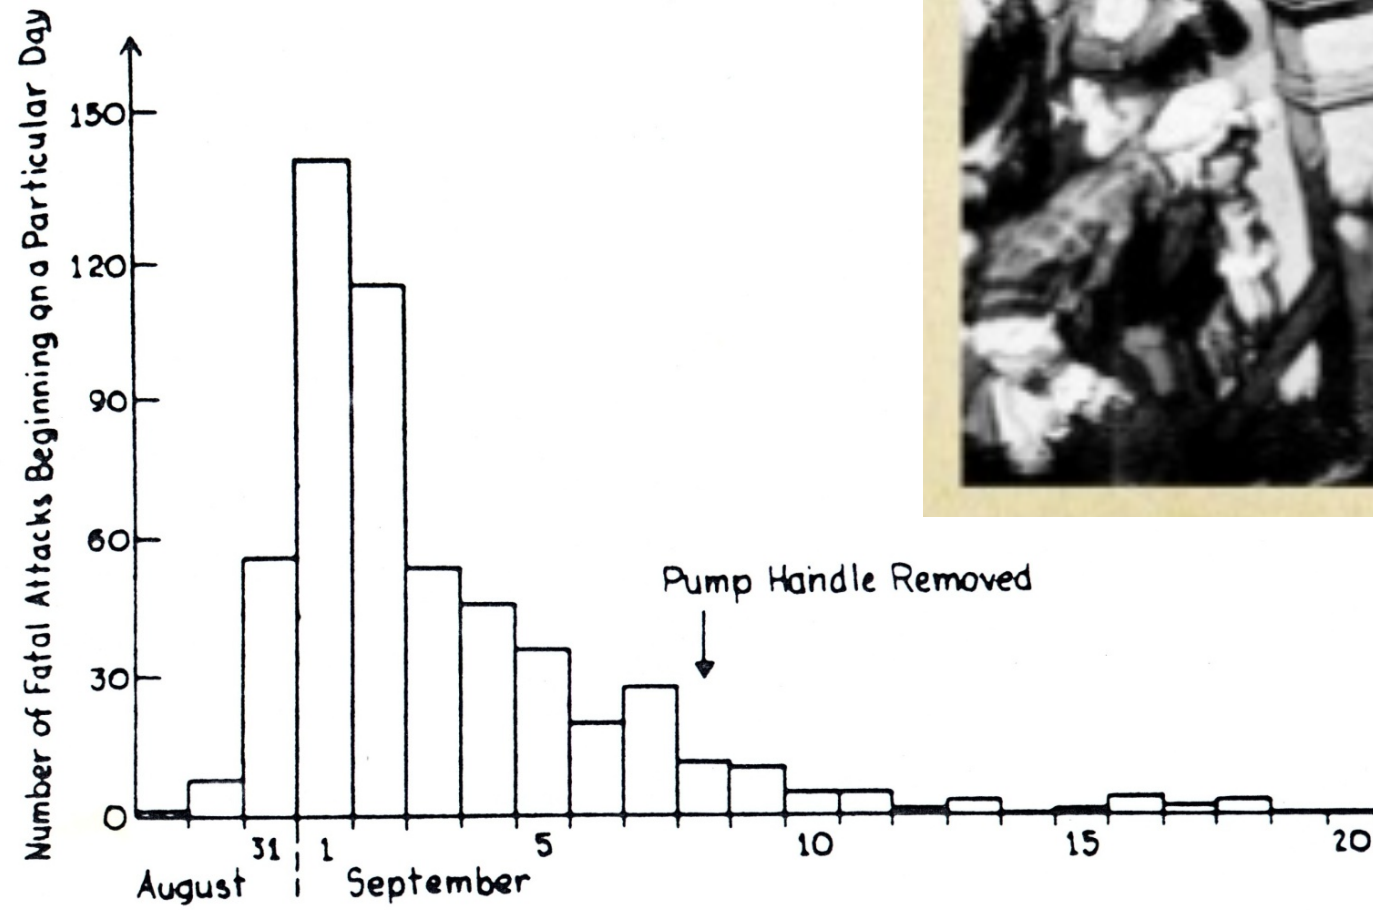 Number of Fatal Attacks Beginning on a Particular Day
150
120
90
60
30
0
Pump Handle Removed
31 1 5 10 15 20
August September